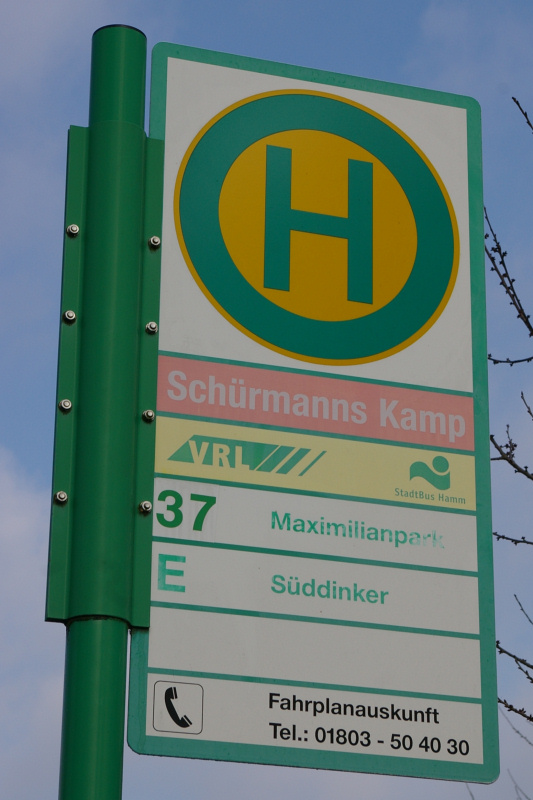 H
Schürmanns Kamp
VRL
StadtBus Hamm
37 Maximilianpark
E Süddinker
Fahrplanauskunft
Tel.: 01803 - 50 40 30